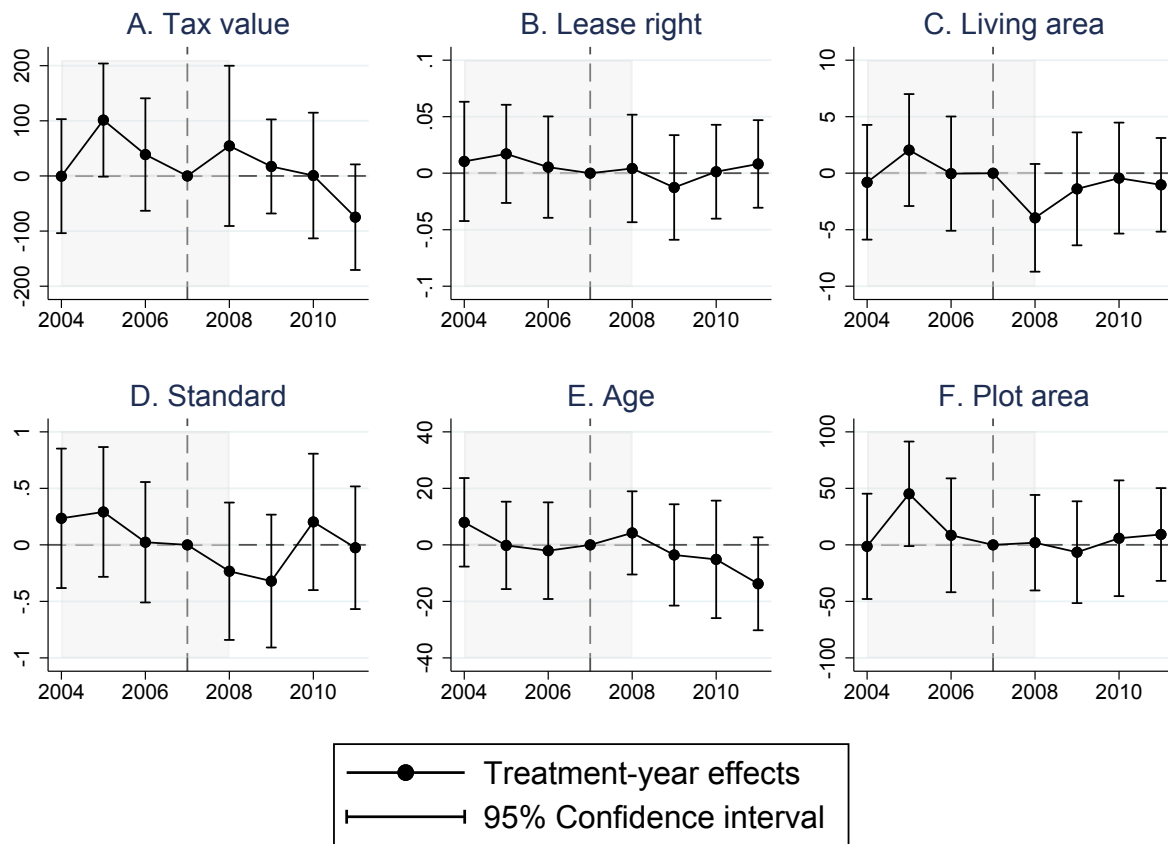 A. Tax value
B. Lease right
C. Living area
200
100
0
-100
-200
2004 2006 2008 2010
.1
.05
0
-.05
-.1
2004 2006 2008 2010
10
5
0
-5
-10
2004 2006 2008 2010
D. Standard
E. Age
F. Plot area
1
.5
0
-.5
-1
2004 2006 2008 2010
40
20
0
-20
-40
2004 2006 2008 2010
100
50
0
-50
-100
2004 2006 2008 2010
Treatment-year effects
95% Confidence interval